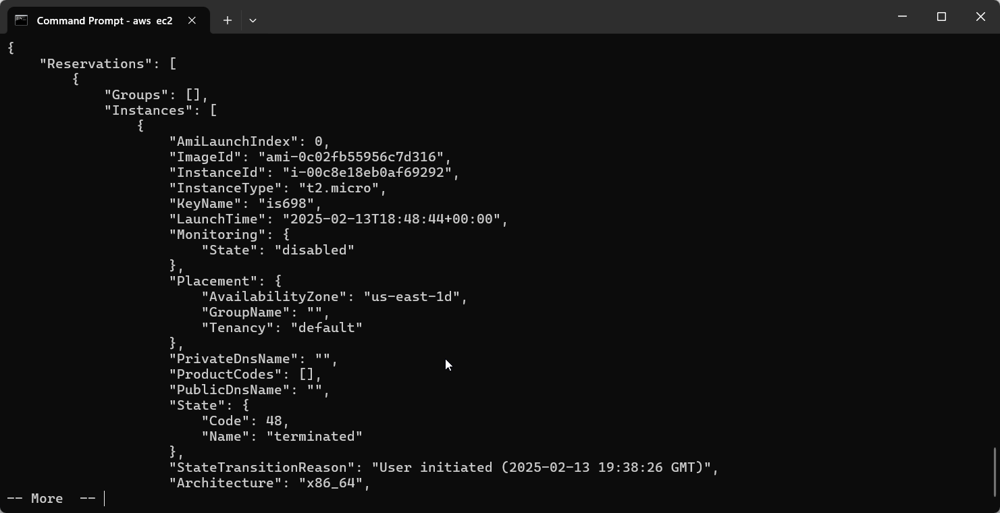 Command Prompt - aws  ec2
{
    "Reservations": [
        {
            "Groups": [],
            "Instances": [
                {
                    "AmiLaunchIndex": 0,
                    "ImageId": "ami-0c02fb55956c7d316",
                    "InstanceId": "i-00c8e18eb0af69292",
                    "InstanceType": "t2.micro",
                    "KeyName": "is698",
                    "LaunchTime": "2025-02-13T18:48:44+00:00",
                    "Monitoring": {
                        "State": "disabled"
                    },
                    "Placement": {
                        "AvailabilityZone": "us-east-1d",
                        "GroupName": "",
                        "Tenancy": "default"
                    },
                    "PrivateDnsName": "",
                    "ProductCodes": [],
                    "PublicDnsName": "",
                    "State": {
                        "Code": 48,
                        "Name": "terminated"
                    },
                    "StateTransitionReason": "User initiated (2025-02-13 19:38:26 GMT)",
                    "Architecture": "x86_64",
-- More  --